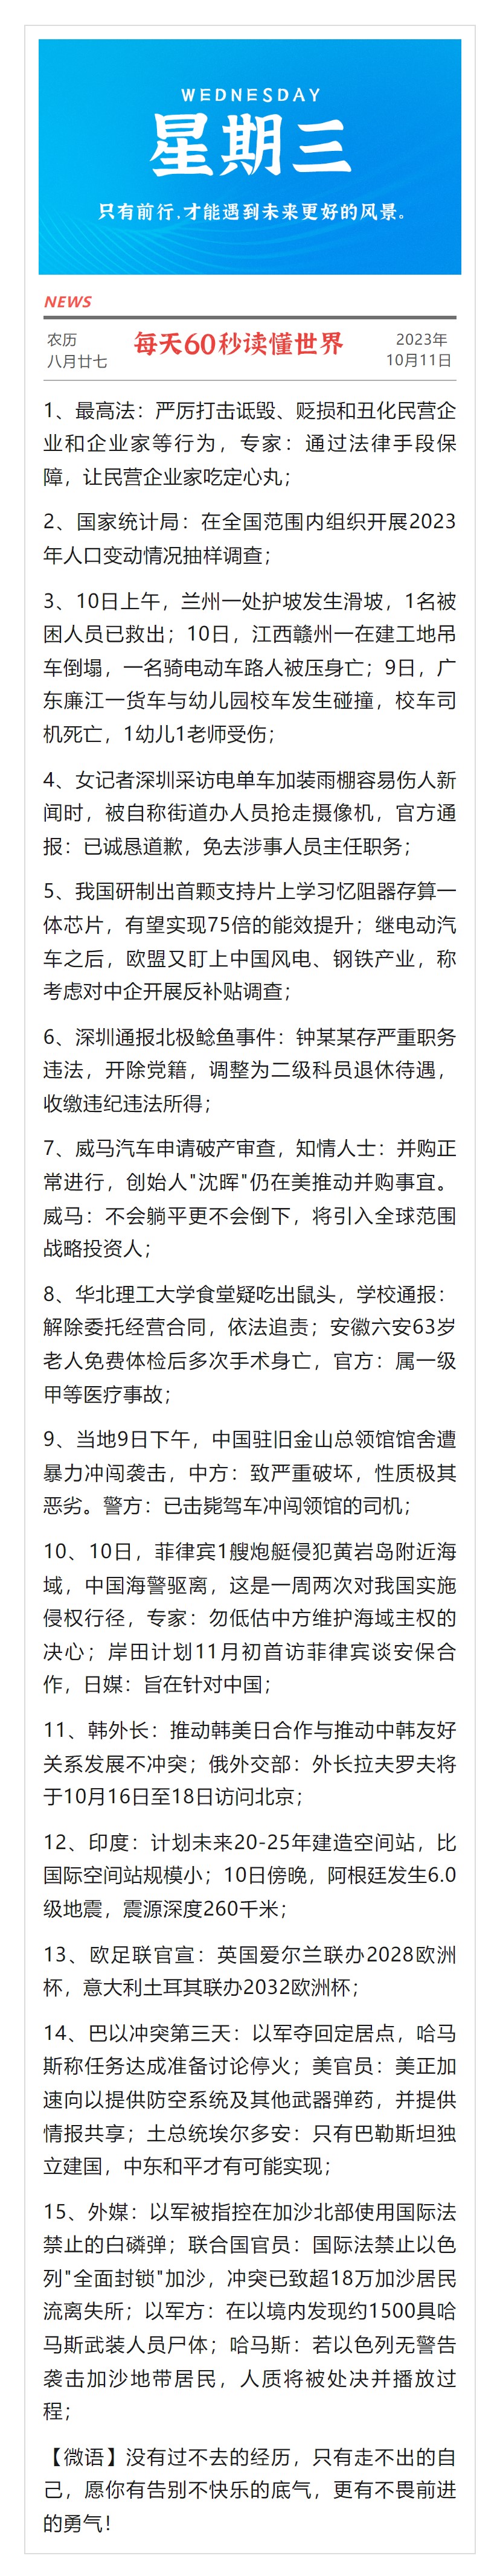 WEDNESDAY
星期三
只有前行,才能遇到未来更好的风景。
NEWS
农历
八月廿七
每天60秒读懂世界
2023年
10月11日
1、最高法：严厉打击诋毁、贬损和丑化民营企
业和企业家等行为，专家：通过法律手段保
障，让民营企业家吃定心丸；
2、国家统计局：在全国范围内组织开展2023
年人口变动情况抽样调查；
3、10日上午，兰州一处护坡发生滑坡，1名被
困人员已救出；10日，江西赣州一在建工地吊
车倒塌，一名骑电动车路人被压身亡；9日，广
东廉江一货车与幼儿园校车发生碰撞，校车司
机死亡，1幼儿1老师受伤；
4、女记者深圳采访电单车加装雨棚容易伤人新
闻时，被自称街道办人员抢走摄像机，官方通
报：已诚恳道歉，免去涉事人员主任职务；
5、我国研制出首颗支持片上学习忆阻器存算一
体芯片，有望实现75倍的能效提升；继电动汽
车之后，欧盟又盯上中国风电、钢铁产业，称
考虑对中企开展反补贴调查；
6、深圳通报北极鲶鱼事件：钟某某存严重职务
违法，开除党籍，调整为二级科员退休待遇，
收缴违纪违法所得；
7、威马汽车申请破产审查，知情人士：并购正
常进行，创始人"沈晖"仍在美推动并购事宜。
威马：不会躺平更不会倒下，将引入全球范围
战略投资人；
8、华北理工大学食堂疑吃出鼠头，学校通报：
解除委托经营合同，依法追责；安徽六安63岁
老人免费体检后多次手术身亡，官方：属一级
甲等医疗事故；
9、当地9日下午，中国驻旧金山总领馆馆舍遭
暴力冲闯袭击，中方：致严重破坏，性质极其
恶劣。警方：已击毙驾车冲闯领馆的司机；
10、10日，菲律宾1艘炮艇侵犯黄岩岛附近海
域，中国海警驱离，这是一周两次对我国实施
侵权行径，专家：勿低估中方维护海域主权的
决心；岸田计划11月初首访菲律宾谈安保合
作，日媒：旨在针对中国；
11、韩外长：推动韩美日合作与推动中韩友好
关系发展不冲突；俄外交部：外长拉夫罗夫将
于10月16日至18日访问北京；
12、印度：计划未来20-25年建造空间站，比
国际空间站规模小；10日傍晚，阿根廷发生6.0
级地震，震源深度260千米；
13、欧足联官宣：英国爱尔兰联办2028欧洲
杯，意大利土耳其联办2032欧洲杯；
14、巴以冲突第三天：以军夺回定居点，哈马
斯称任务达成准备讨论停火；美官员：美正加
速向以提供防空系统及其他武器弹药，并提供
情报共享；土总统埃尔多安：只有巴勒斯坦独
立建国，中东和平才有可能实现；
15、外媒：以军被指控在加沙北部使用国际法
禁止的白磷弹；联合国官员：国际法禁止以色
列"全面封锁"加沙，冲突已致超18万加沙居民
流离失所；以军方：在以境内发现约1500具哈
马斯武装人员尸体；哈马斯：若以色列无警告
袭击加沙地带居民，人质将被处决并播放过
程；
【微语】没有过不去的经历，只有走不出的自
己，愿你有告别不快乐的底气，更有不畏前进
的勇气！